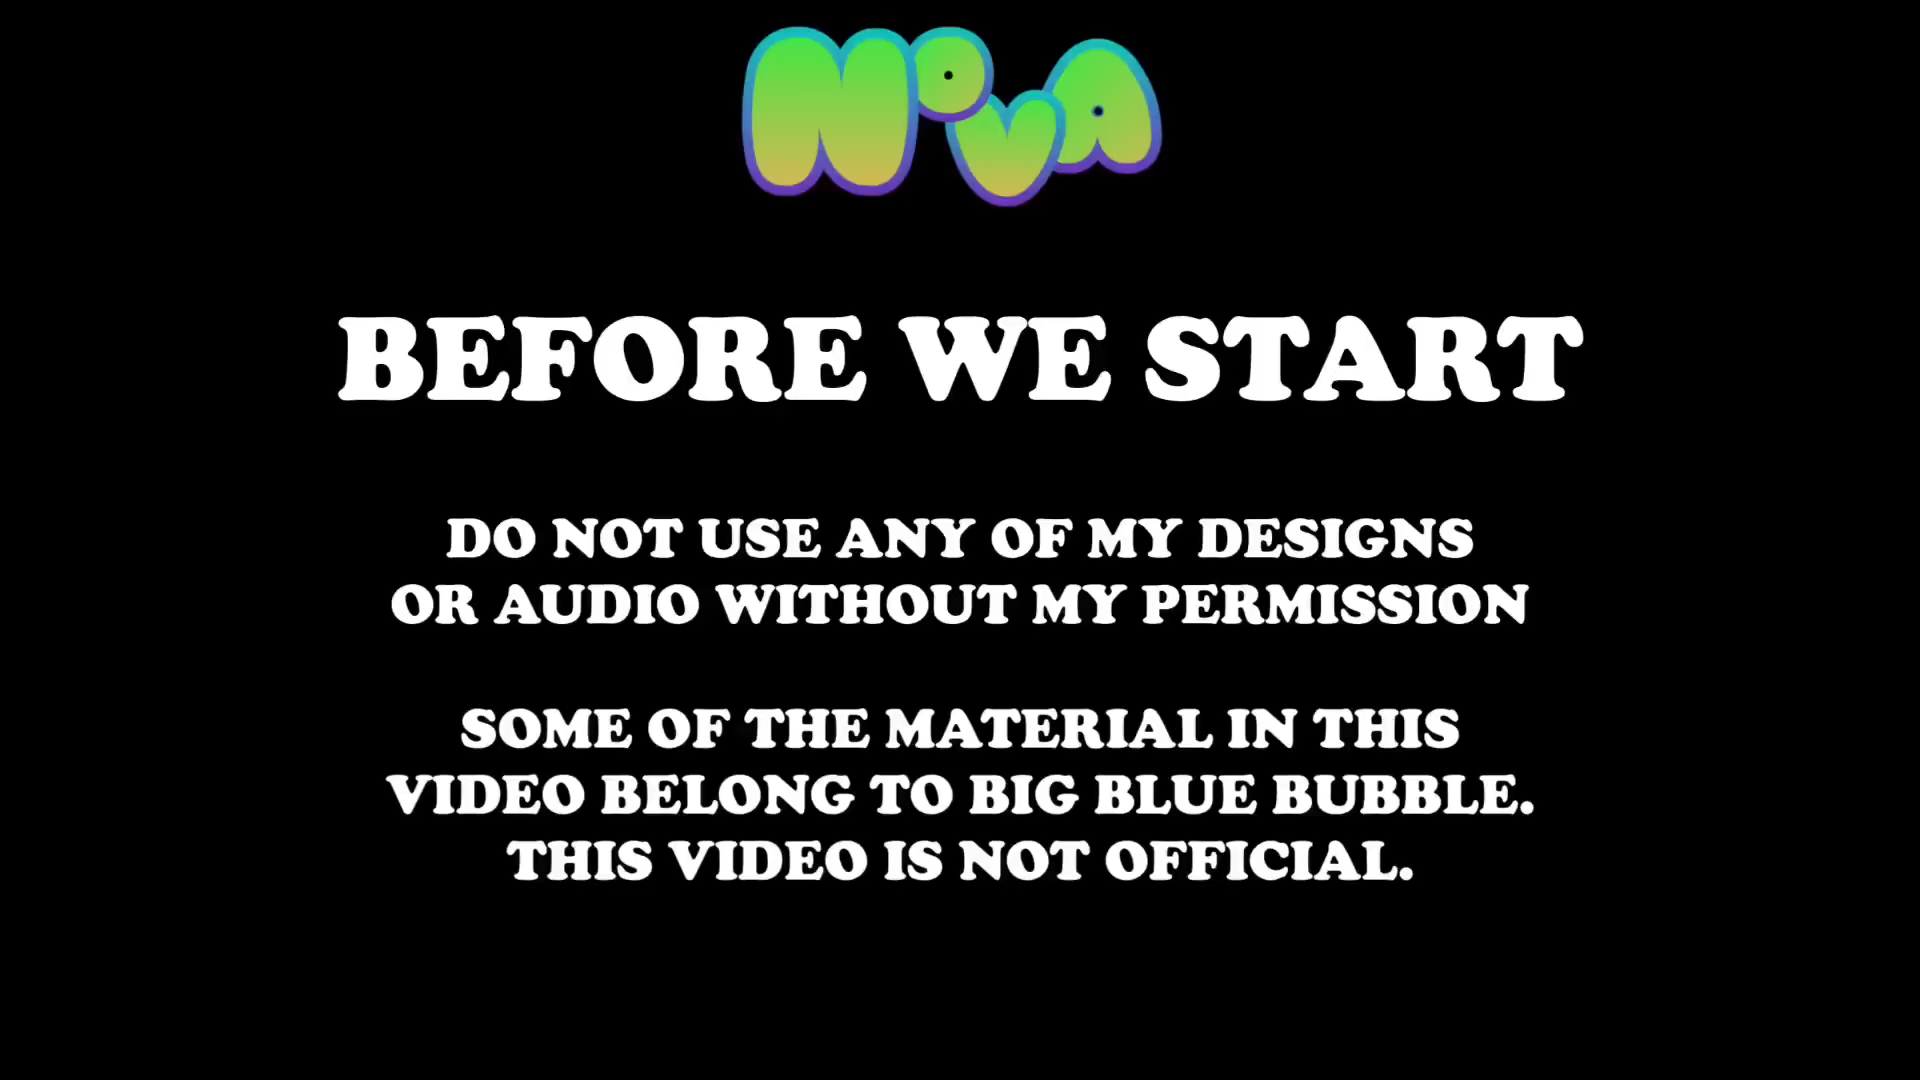 NOVA
BEFORE WE START
DO NOT USE ANY OF MY DESIGNS
OR AUDIO WITHOUT MY PERMISSION
SOME OF THE MATERIAL IN THIS
VIDEO BELONG TO BIG BLUE BUBBLE.
THIS VIDEO IS NOT OFFICIAL.